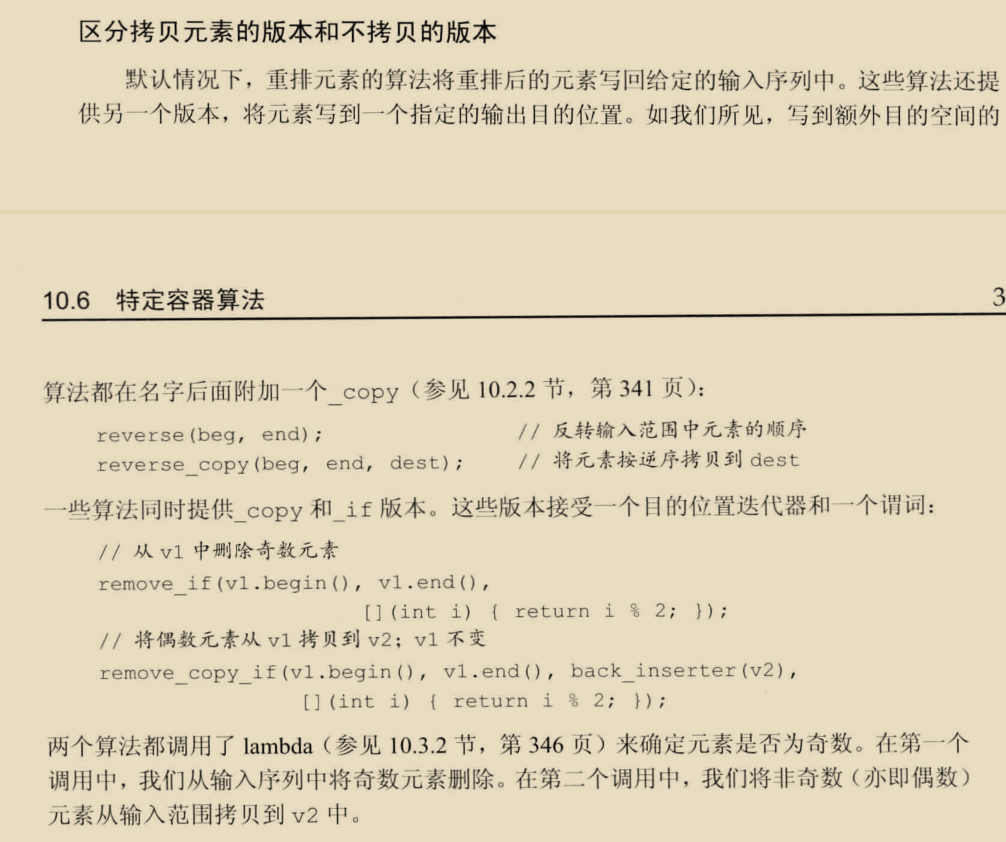 区分拷贝元素的版本和不拷贝的版本
默认情况下，重排元素的算法将重排后的元素写回给定的输入序列中。这些算法还提
供另一个版本，将元素写到一个指定的输出目的位置。如我们所见，写到额外目的空间的
10.6 特定容器算法 3
算法都在名字后面附加一个_copy（参见 10.2.2 节，第 341 页）：
reverse(beg, end); // 反转输入范围中元素的顺序
reverse_copy(beg, end, dest); // 将元素按逆序拷贝到 dest
一些算法同时提供_copy 和_if 版本。这些版本接受一个目的位置迭代器和一个谓词：
// 从 v1 中删除奇数元素
remove_if(v1.begin(), v1.end(),
[](int i) { return i % 2; });
// 将偶数元素从 v1 拷贝到 v2；v1 不变
remove_copy_if(v1.begin(), v1.end(), back_inserter(v2),
[](int i) { return i % 2; });
两个算法都调用了 lambda（参见 10.3.2 节，第 346 页）来确定元素是否为奇数。在第一个
调用中，我们从输入序列中将奇数元素删除。在第二个调用中，我们将非奇数（亦即偶数）
元素从输入范围拷贝到 v2 中。